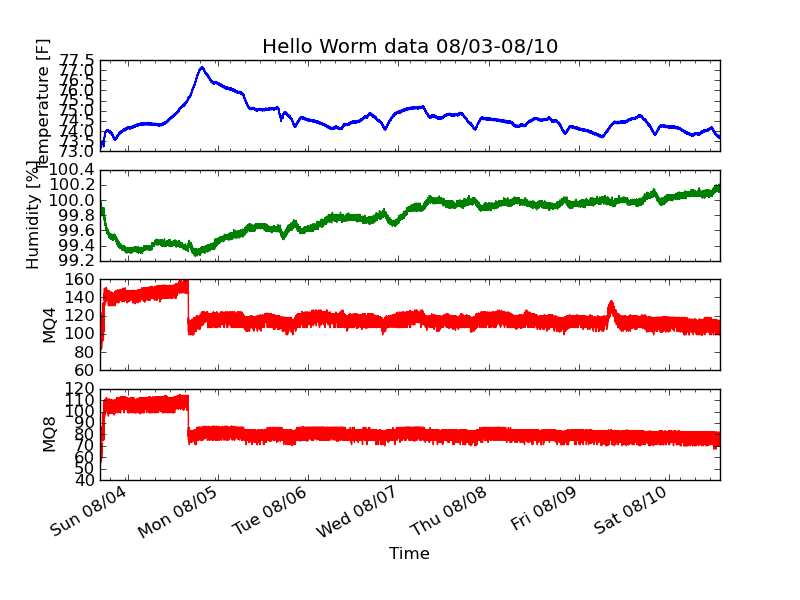 Hello Worm data 08/03-08/10
Temperature [F]
77.5
77.0
76.5
76.0
75.5
75.0
74.5
74.0
73.5
73.0
Humidity [%]
100.4
100.2
100.0
99.8
99.6
99.4
99.2
MQ4
160
140
120
100
80
60
MQ8
120
110
100
90
80
70
60
50
40
Sun 08/04
Mon 08/05
Tue 08/06
Wed 08/07
Thu 08/08
Fri 08/09
Sat 08/10
Time